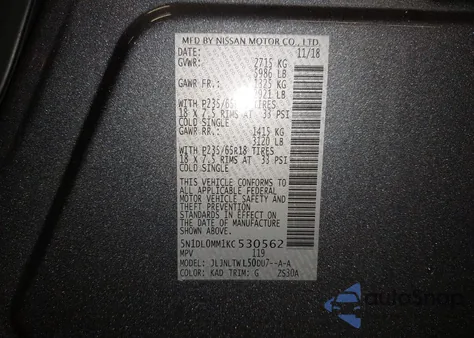 MFD BY NISSAN MOTOR CO., LTD.
DATE: 11/18
GVWR: 2715 KG
5986 LB
GAWR FR.: 1325 KG
2921 LB
WITH P235/65R18 TIRES
18 X 7.5 RIMS AT 33 PSI
COLD SINGLE
GAWR RR.: 1415 KG
3120 LB
WITH P235/65R18 TIRES
18 X 7.5 RIMS AT 33 PSI
COLD SINGLE
THIS VEHICLE CONFORMS TO
ALL APPLICABLE FEDERAL
MOTOR VEHICLE SAFETY
AND THEFT PREVENTION
STANDARDS IN EFFECT ON
THE DATE OF MANUFACTURE
SHOWN ABOVE.
5N1DL0MM1KC530562
MPV 119
MODEL: JLJNLTWL50DU7--A-A
COLOR: KAD TRIM: G 2S30A
autoSnap